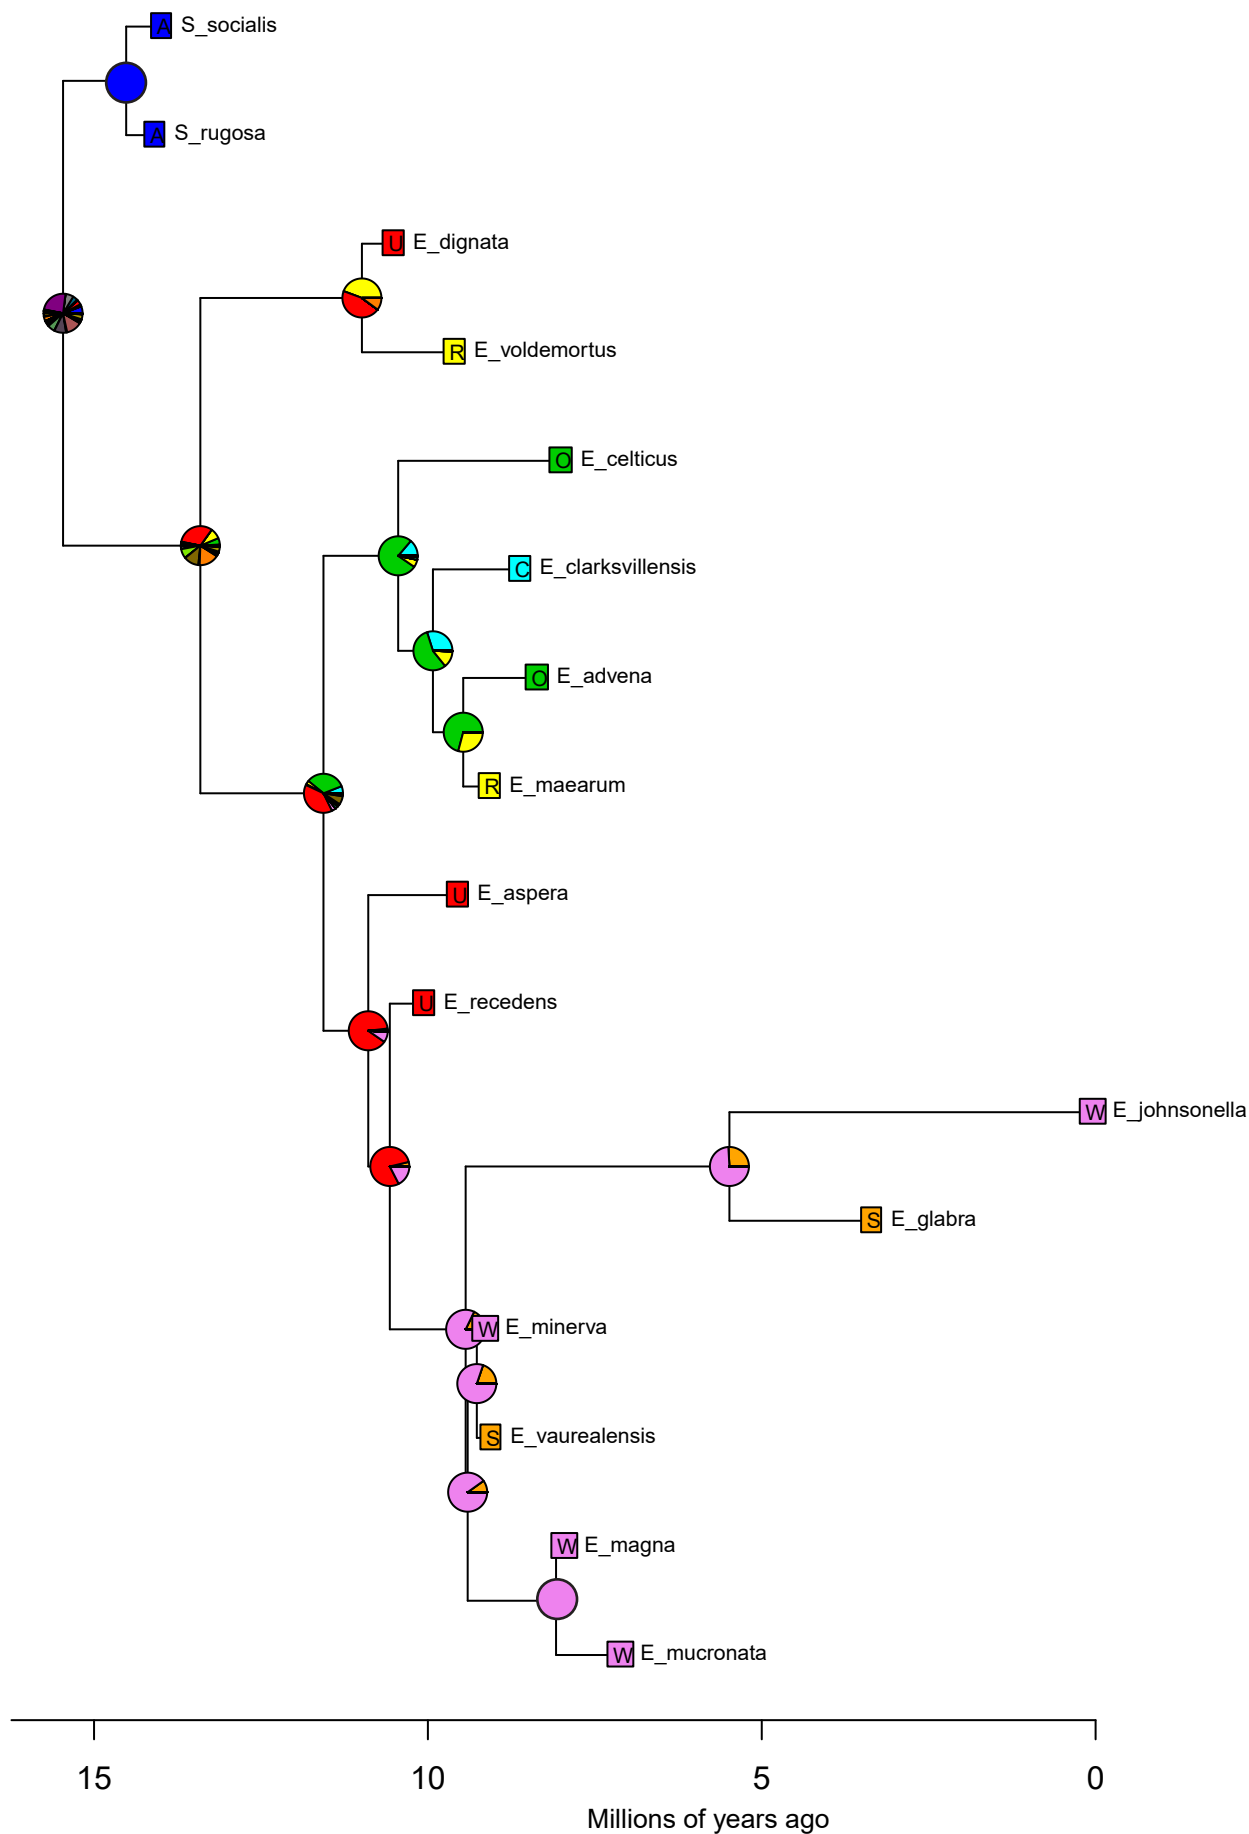 A S_socialis
A S_rugosa
U E_dignata
R E_voldemortus
O E_celticus
C E_clarksvillensis
O E_advena
R E_maearum
U E_aspera
U E_recedens
W E_johnsonella
S E_glabra
W E_minerva
S E_vaurealensis
W E_magna
W E_mucronata
15 10 5 0
Millions of years ago